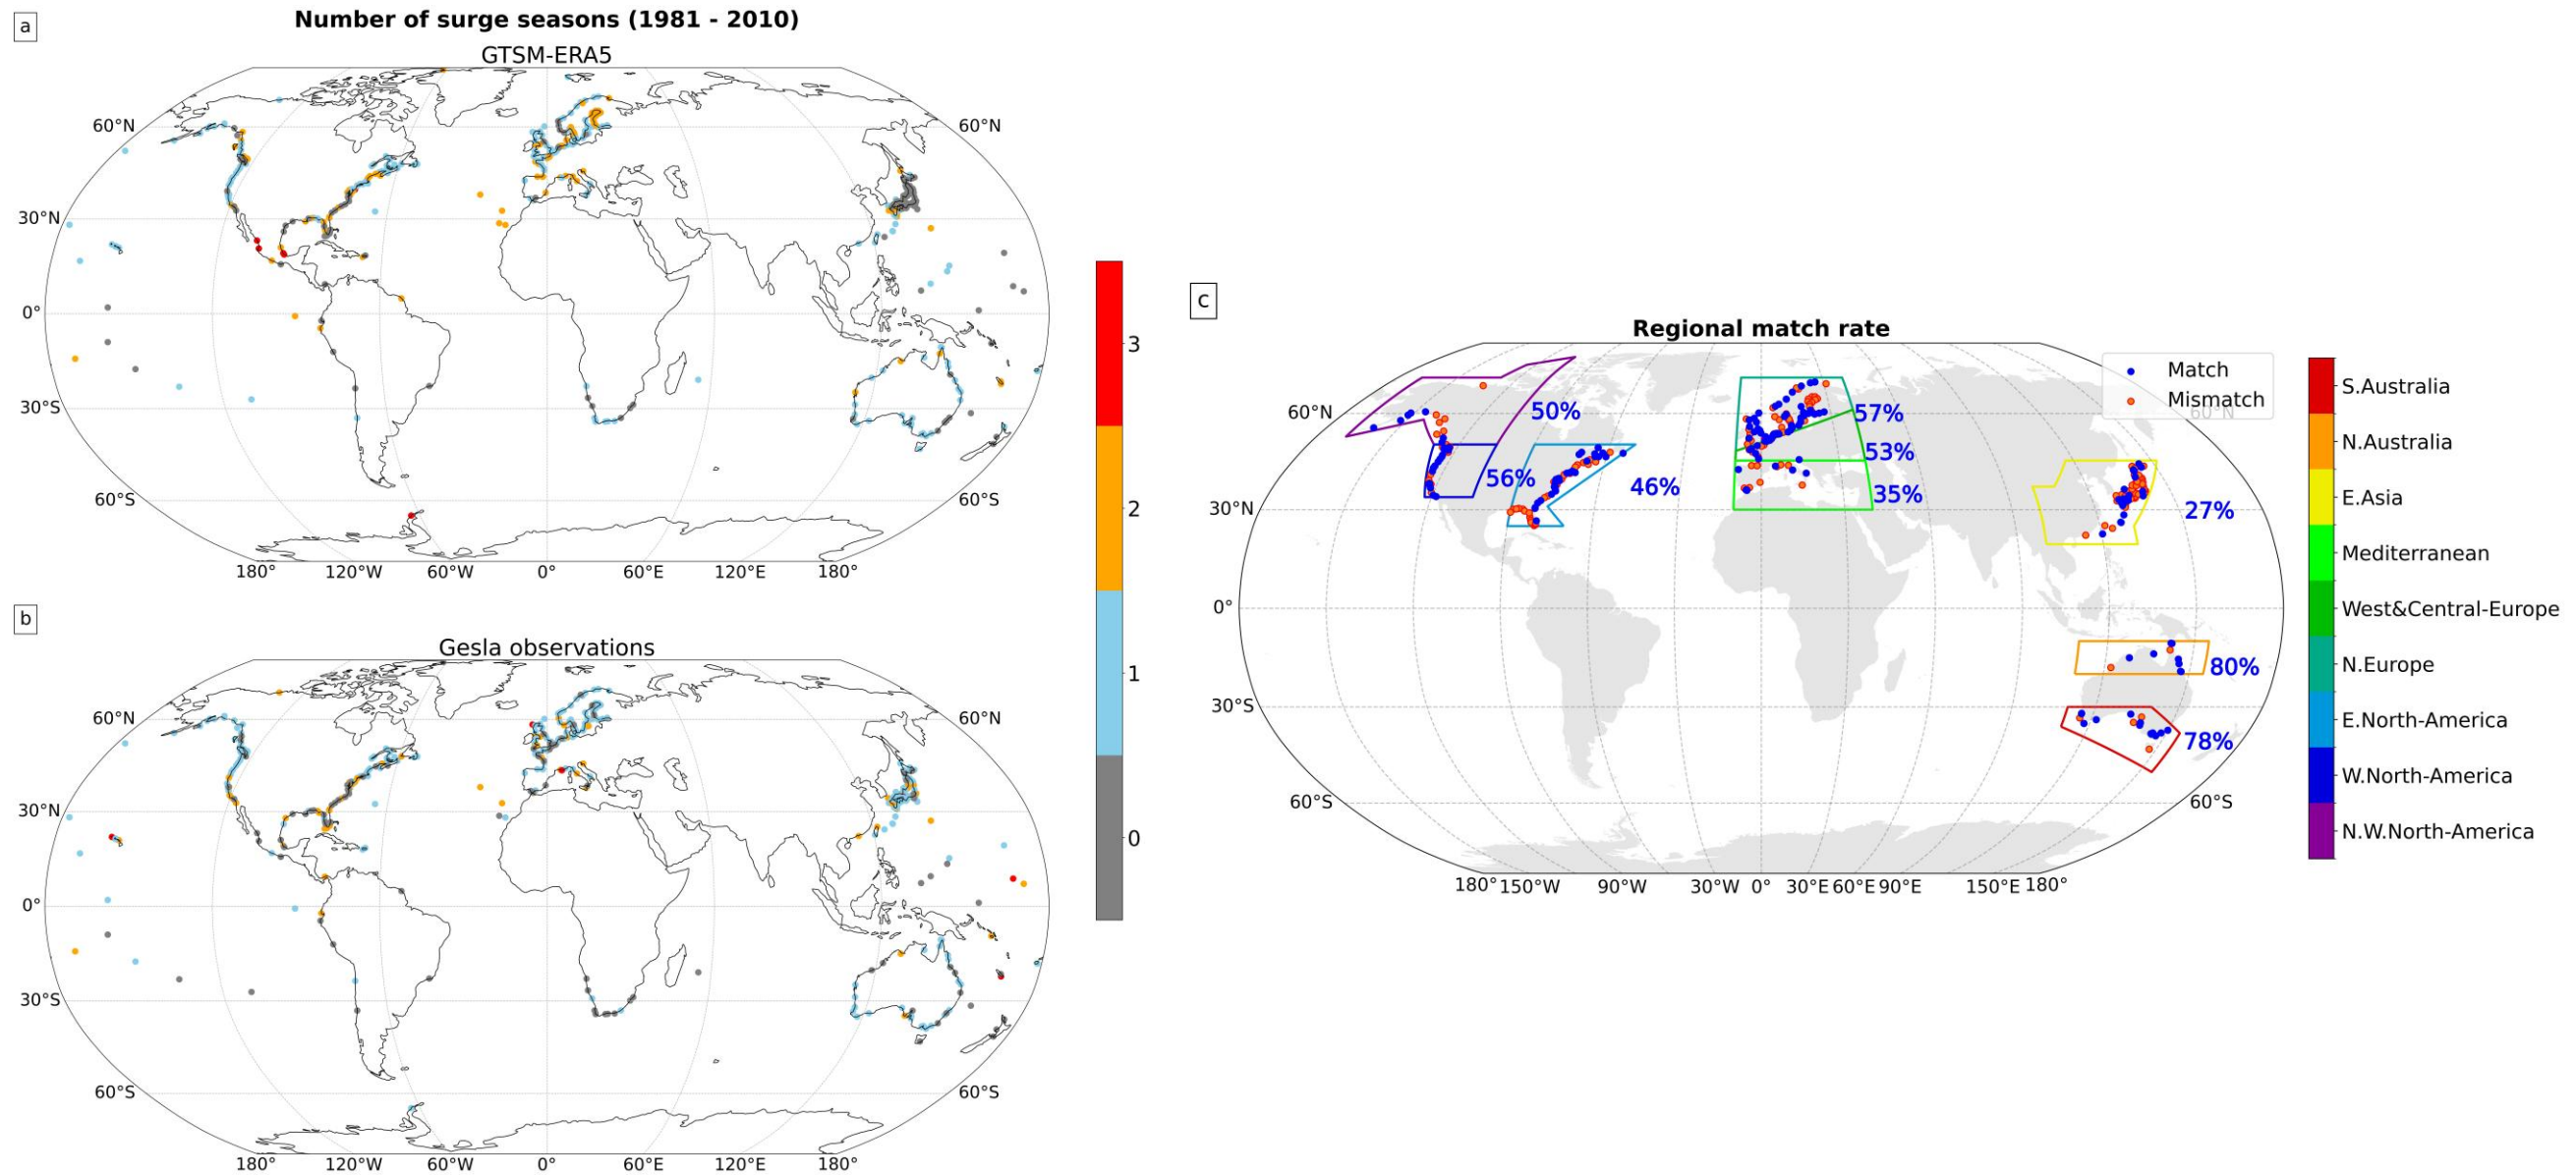 a
Number of surge seasons (1981 - 2010)
GTSM-ERA5
60°N 60°N
30°N
0°
30°S
60°S 60°S
180° 120°W 60°W 0° 60°E 120°E 180°
b
Gesla observations
60°N 60°N
30°N
0°
30°S
60°S 60°S
180° 120°W 60°W 0° 60°E 120°E 180°
3
2
1
0
c
Regional match rate
Match
Mismatch
60°N 60°N
30°N
0°
30°S
60°S 60°S
50%
57%
53%
56%
46%
35%
27%
80%
78%
180° 150°W 90°W 30°W 0° 30°E 60°E 90°E 150°E 180°
S.Australia
N.Australia
E.Asia
Mediterranean
West&Central-Europe
N.Europe
E.North-America
W.North-America
N.W.North-America